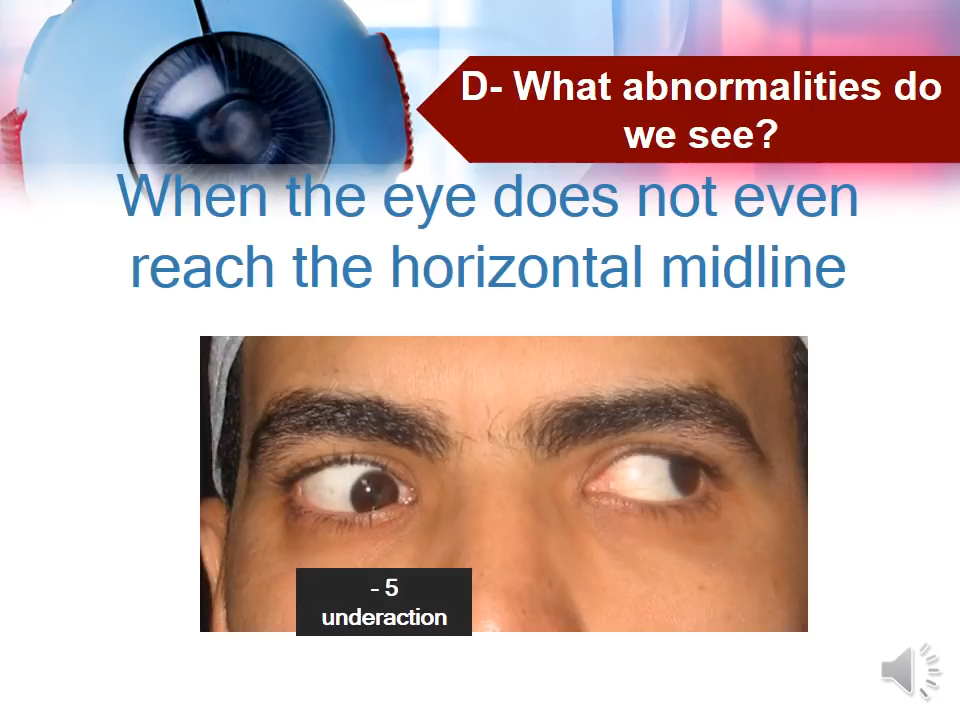 D- What abnormalities do
we see?
When the eye does not even
reach the horizontal midline
- 5
underaction